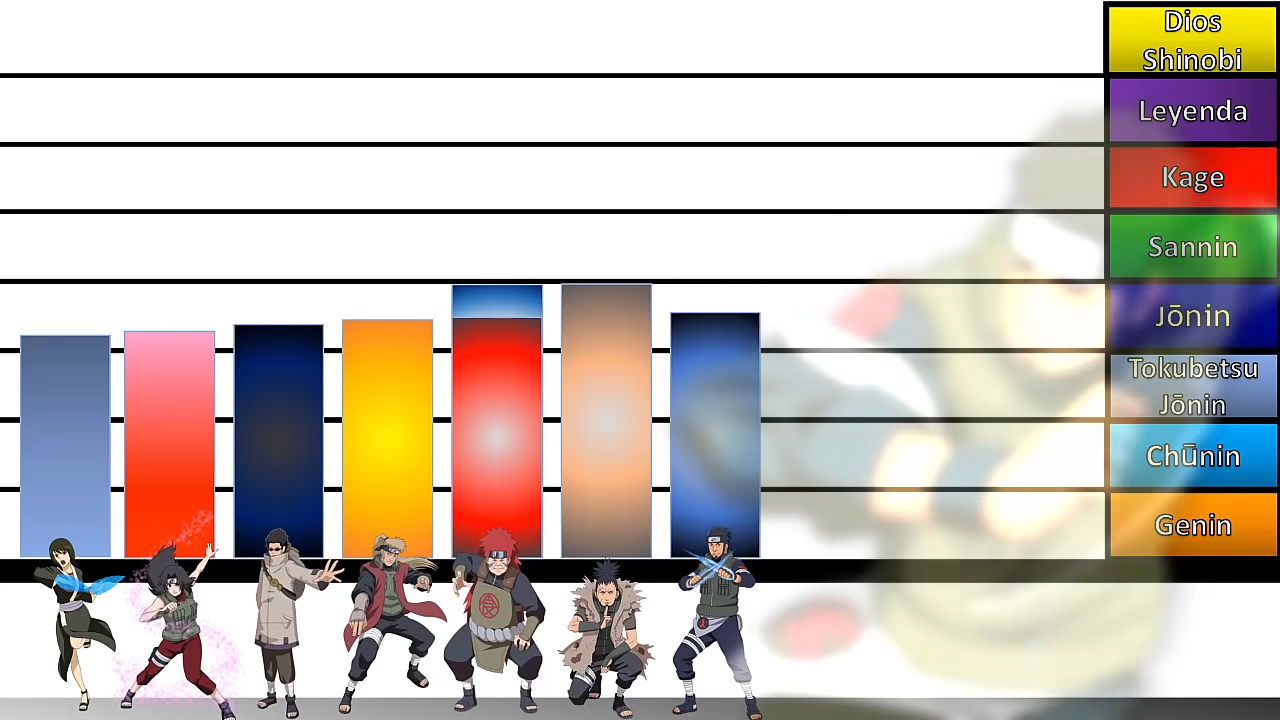 Dios
Shinobi
Leyenda
Kage
Sannin
Jōnin
Tokubetsu
Jōnin
Chūnin
Genin